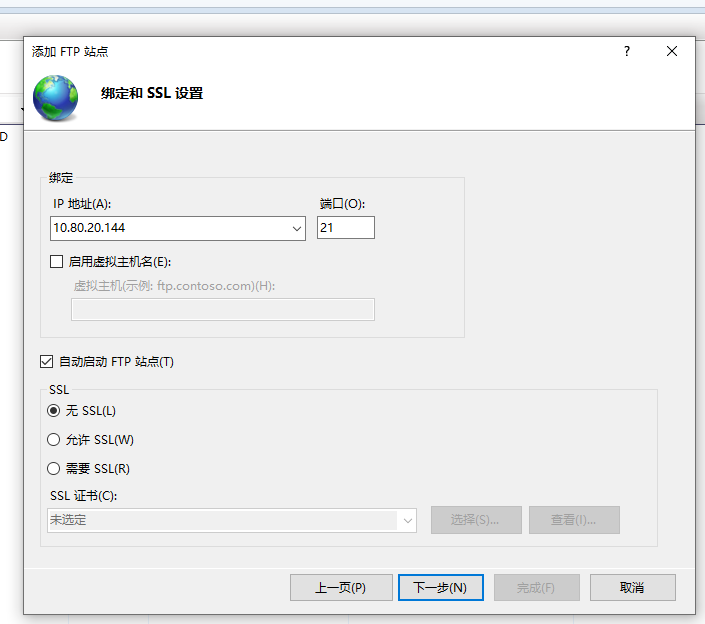 添加 FTP 站点
?
绑定和 SSL 设置
D
绑定
IP 地址(A): 端口(O):
10.80.20.144 21
启用虚拟主机名(E):
虚拟主机(示例: ftp.contoso.com)(H):
自动启动 FTP 站点(T)
SSL
无 SSL(L)
允许 SSL(W)
需要 SSL(R)
SSL 证书(C):
未选定 选择(S)... 查看(I)...
上一页(P) 下一步(N) 完成(F) 取消